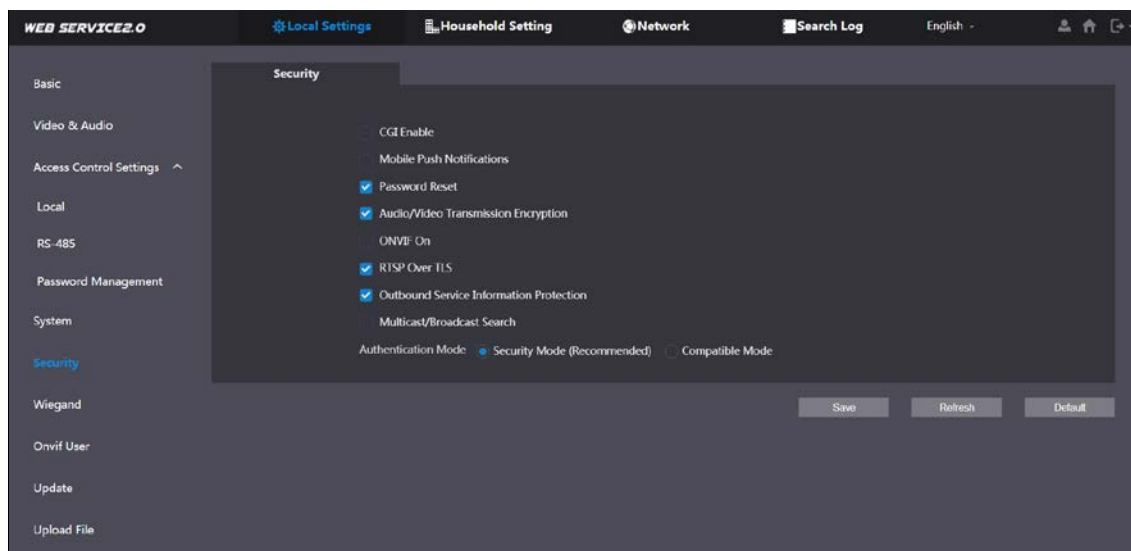 WEB SERVICE2.0 Local Settings Household Setting Network Search Log English
Security
Basic
CGI Enable
Video & Audio
Mobile Push Notifications
Access Control Settings
Password Reset
Local
Audio/Video Transmission Encryption
RS-485
ONVIF On
RTSP Over TLS
Password Management
Outbound Service Information Protection
System
Multicast/Broadcast Search
Authentication Mode Security Mode (Recommended) Compatible Mode
Security
Wiegand
Save Refresh Default
Onvif User
Update
Upload File